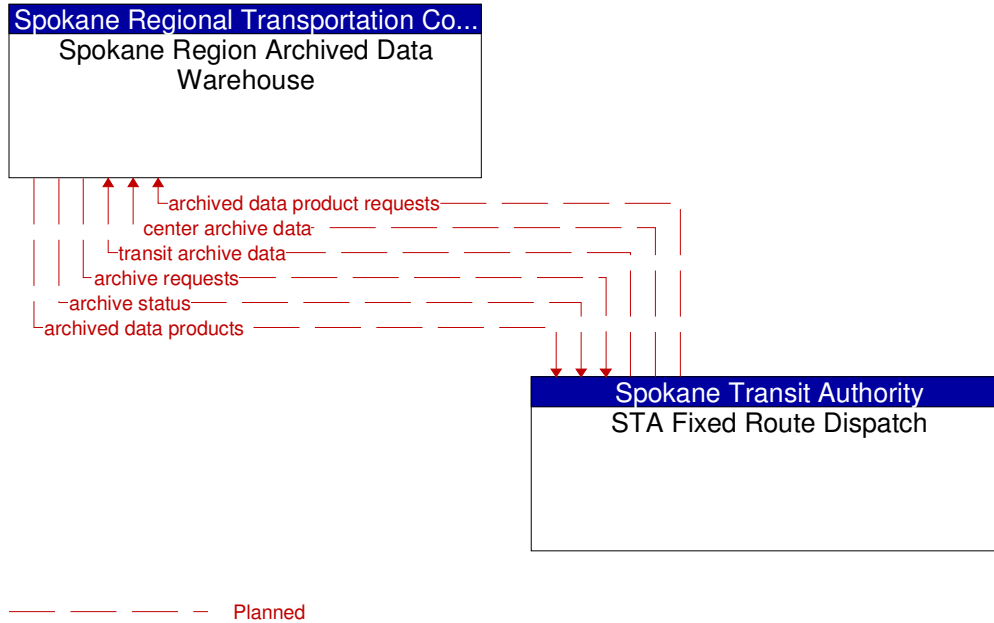 Spokane Regional Transportation Co...
Spokane Region Archived Data
Warehouse
archived data product requests
center archive data
transit archive data
archive requests
archive status
archived data products
Spokane Transit Authority
STA Fixed Route Dispatch
Planned